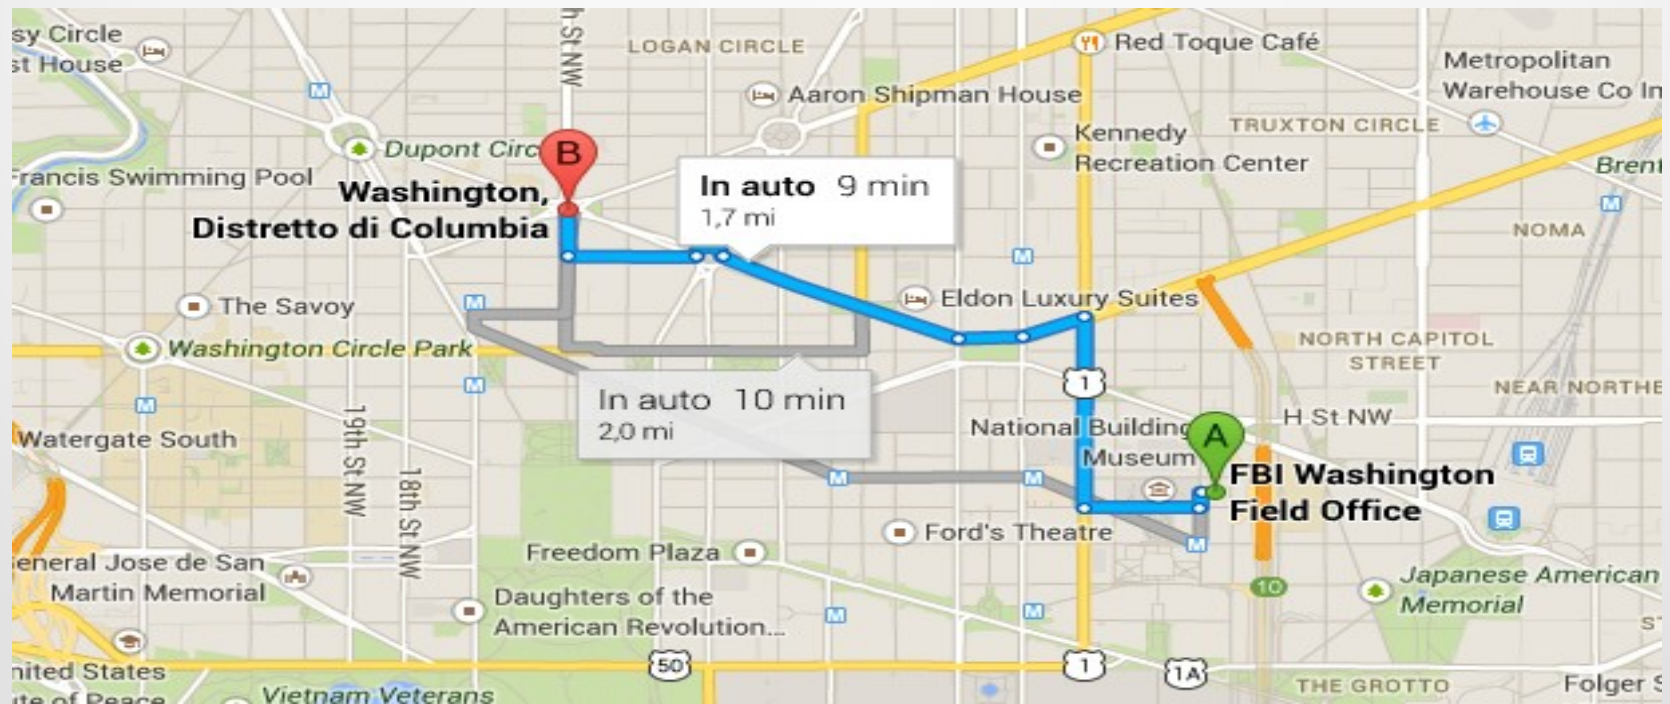 sy Circle
st House
h St NW
LOGAN CIRCLE
Red Toque Café
Metropolitan
Warehouse Co In
Aaron Shipman House
TRUXTON CIRCLE
Kennedy
Recreation Center
Dupont Circ
B
Brent
Francis Swimming Pool
Washington,
Distretto di Columbia
In auto 9 min
1,7 mi
NOMA
M
M
M
The Savoy
M
Eldon Luxury Suites
NORTH CAPITOL
STREET
Washington Circle Park
M
M
1
NEAR NORTHE
In auto 10 min
2,0 mi
National Building
Museum
A
H St NW
Watergate South
19th St NW
18th St NW
M
M
FBI Washington
Field Office
Ford's Theatre
M
Freedom Plaza
General Jose de San
Martin Memorial
10
Japanese American
Memorial
Daughters of the
American Revolution...
M
M
50
1
1A
nited States
ute of Peace
Vietnam Veterans
THE GROTTO
Folger S